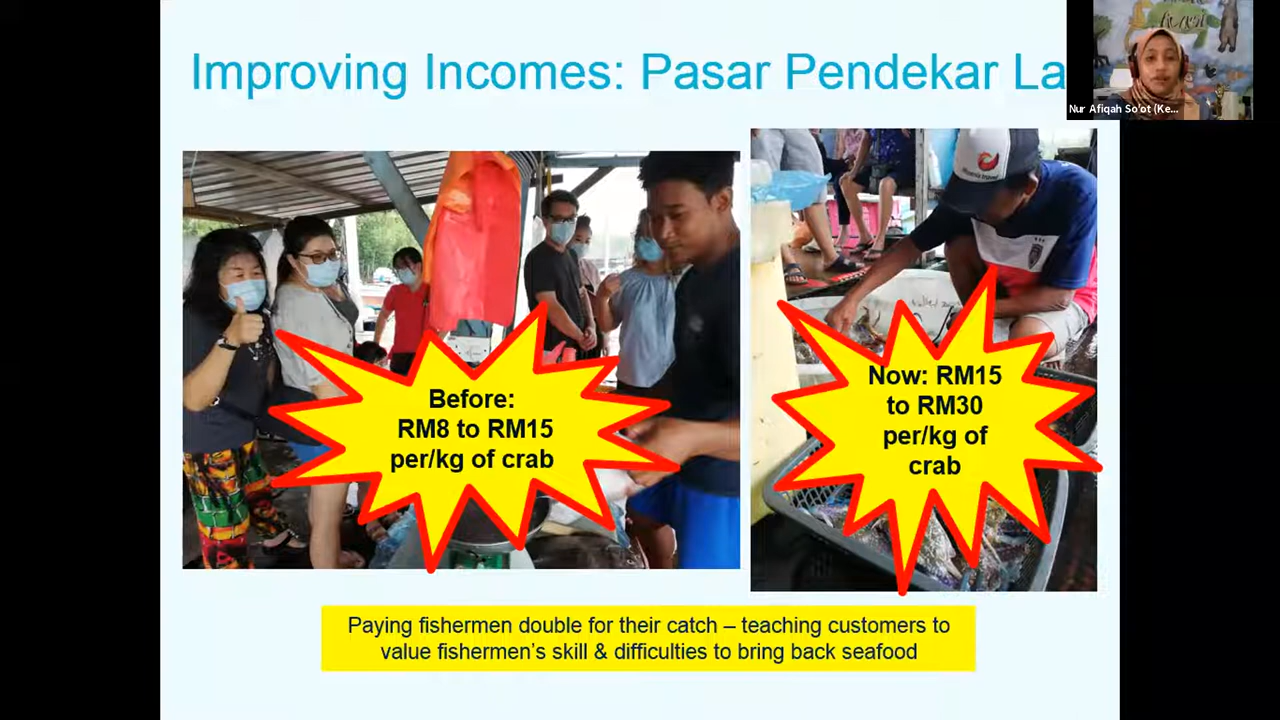 Improving Incomes: Pasar Pendekar La
Nur Afiqah So'ot (Ke...
Before:
RM8 to RM15
per/kg of crab
Now: RM15
to RM30
per/kg of
crab
Paying fishermen double for their catch – teaching customers to
value fishermen's skill & difficulties to bring back seafood